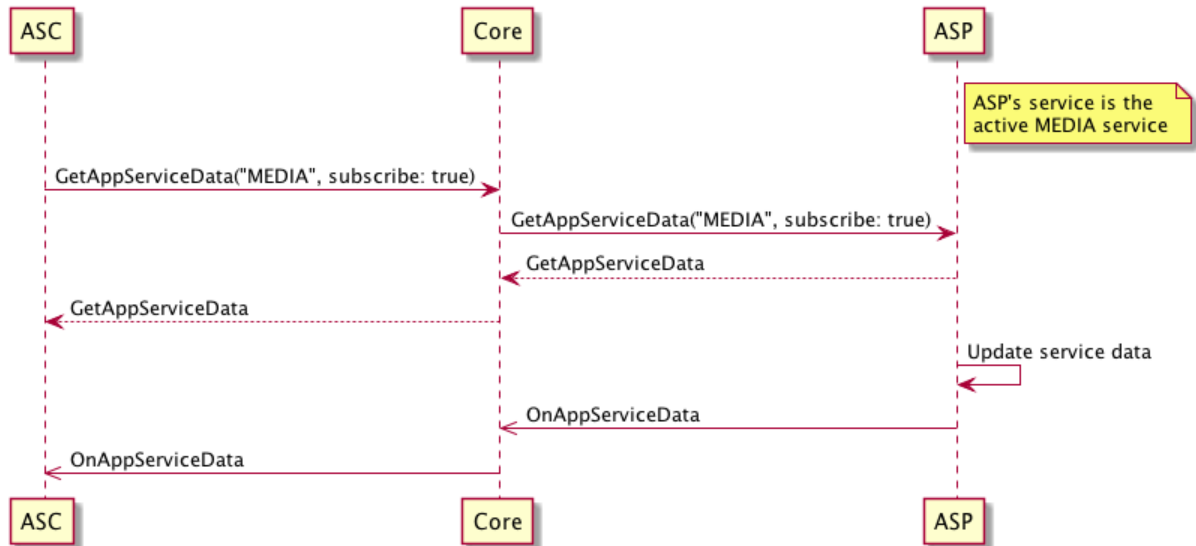 ASC Core ASP
ASP's service is the
active MEDIA service
GetAppServiceData("MEDIA", subscribe: true)
GetAppServiceData("MEDIA", subscribe: true)
GetAppServiceData
GetAppServiceData
Update service data
OnAppServiceData
OnAppServiceData
ASC Core ASP